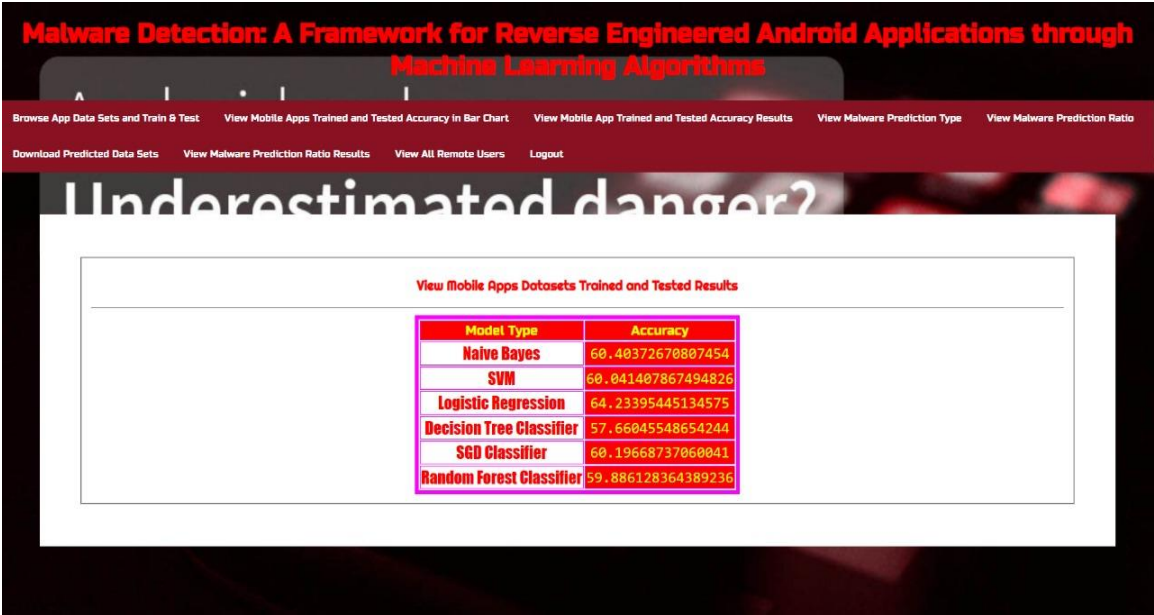 Malware Detection: A Framework for Reverse Engineered Android Applications through
Machine Learning Algorithms
Browse App Data Sets and Train & Test View Mobile Apps Trained and Tested Accuracy in Bar Chart View Mobile App Trained and Tested Accuracy Results View Malware Prediction Type View Malware Prediction Ratio
Download Predicted Data Sets View Malware Prediction Ratio Results View All Remote Users Logout
Underestimated danger?
View Mobile Apps Datasets Trained and Tested Results
Model Type Accuracy
Naive Bayes 60.40372670807454
SVM 60.041407867494826
Logistic Regression 64.23395445134575
Decision Tree Classifier 57.66045548654244
SGD Classifier 60.19668737060041
Random Forest Classifier 59.886128364389236